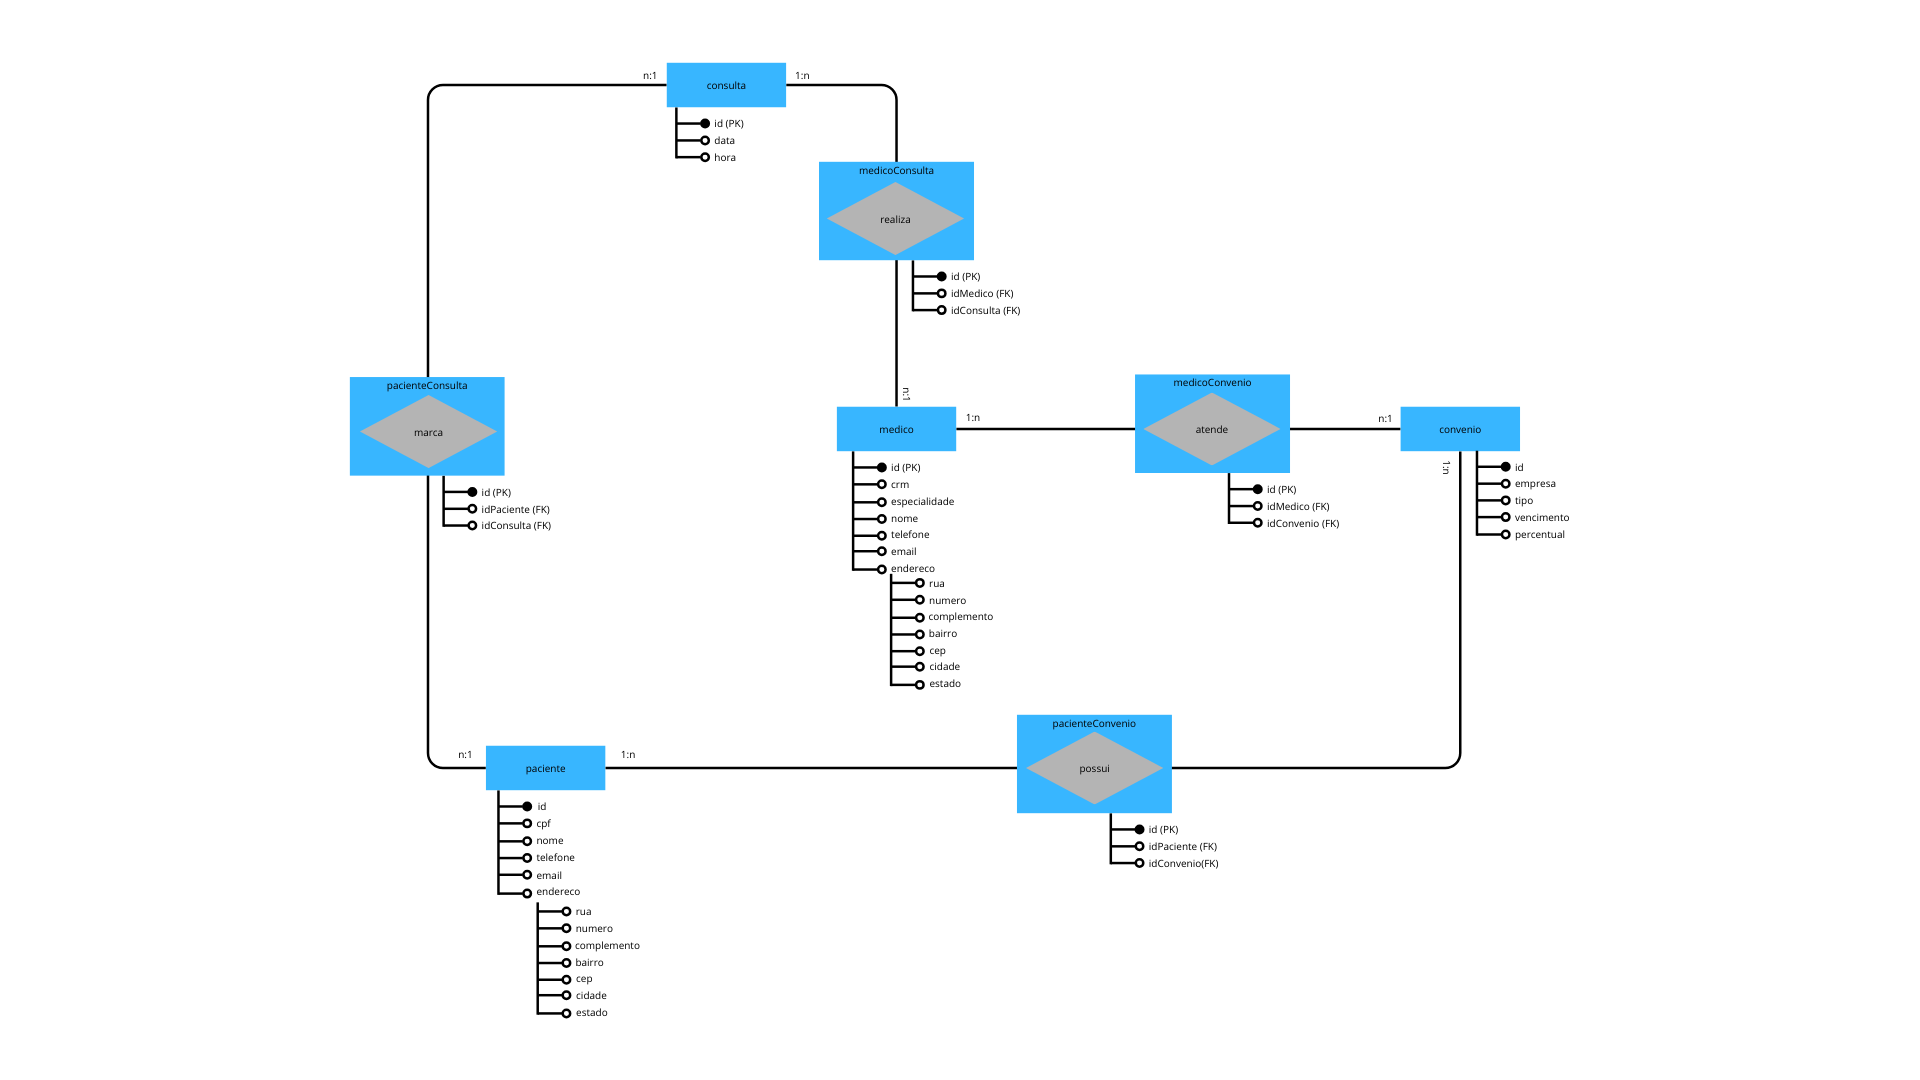 n:1
consulta
1:n
id (PK)
data
hora
medicoConsulta
realiza
id (PK)
idMedico (FK)
idConsulta (FK)
pacienteConsulta
marca
id (PK)
idPaciente (FK)
idConsulta (FK)
n:1
medico
1:n
id (PK)
crm
especialidade
nome
telefone
email
endereco
rua
numero
complemento
bairro
cep
cidade
estado
medicoConvenio
atende
id (PK)
idMedico (FK)
idConvenio (FK)
n:1
convenio
1:n
id
empresa
tipo
vencimento
percentual
pacienteConvenio
possui
id (PK)
idPaciente (FK)
idConvenio(FK)
n:1
paciente
1:n
id
cpf
nome
telefone
email
endereco
rua
numero
complemento
bairro
cep
cidade
estado